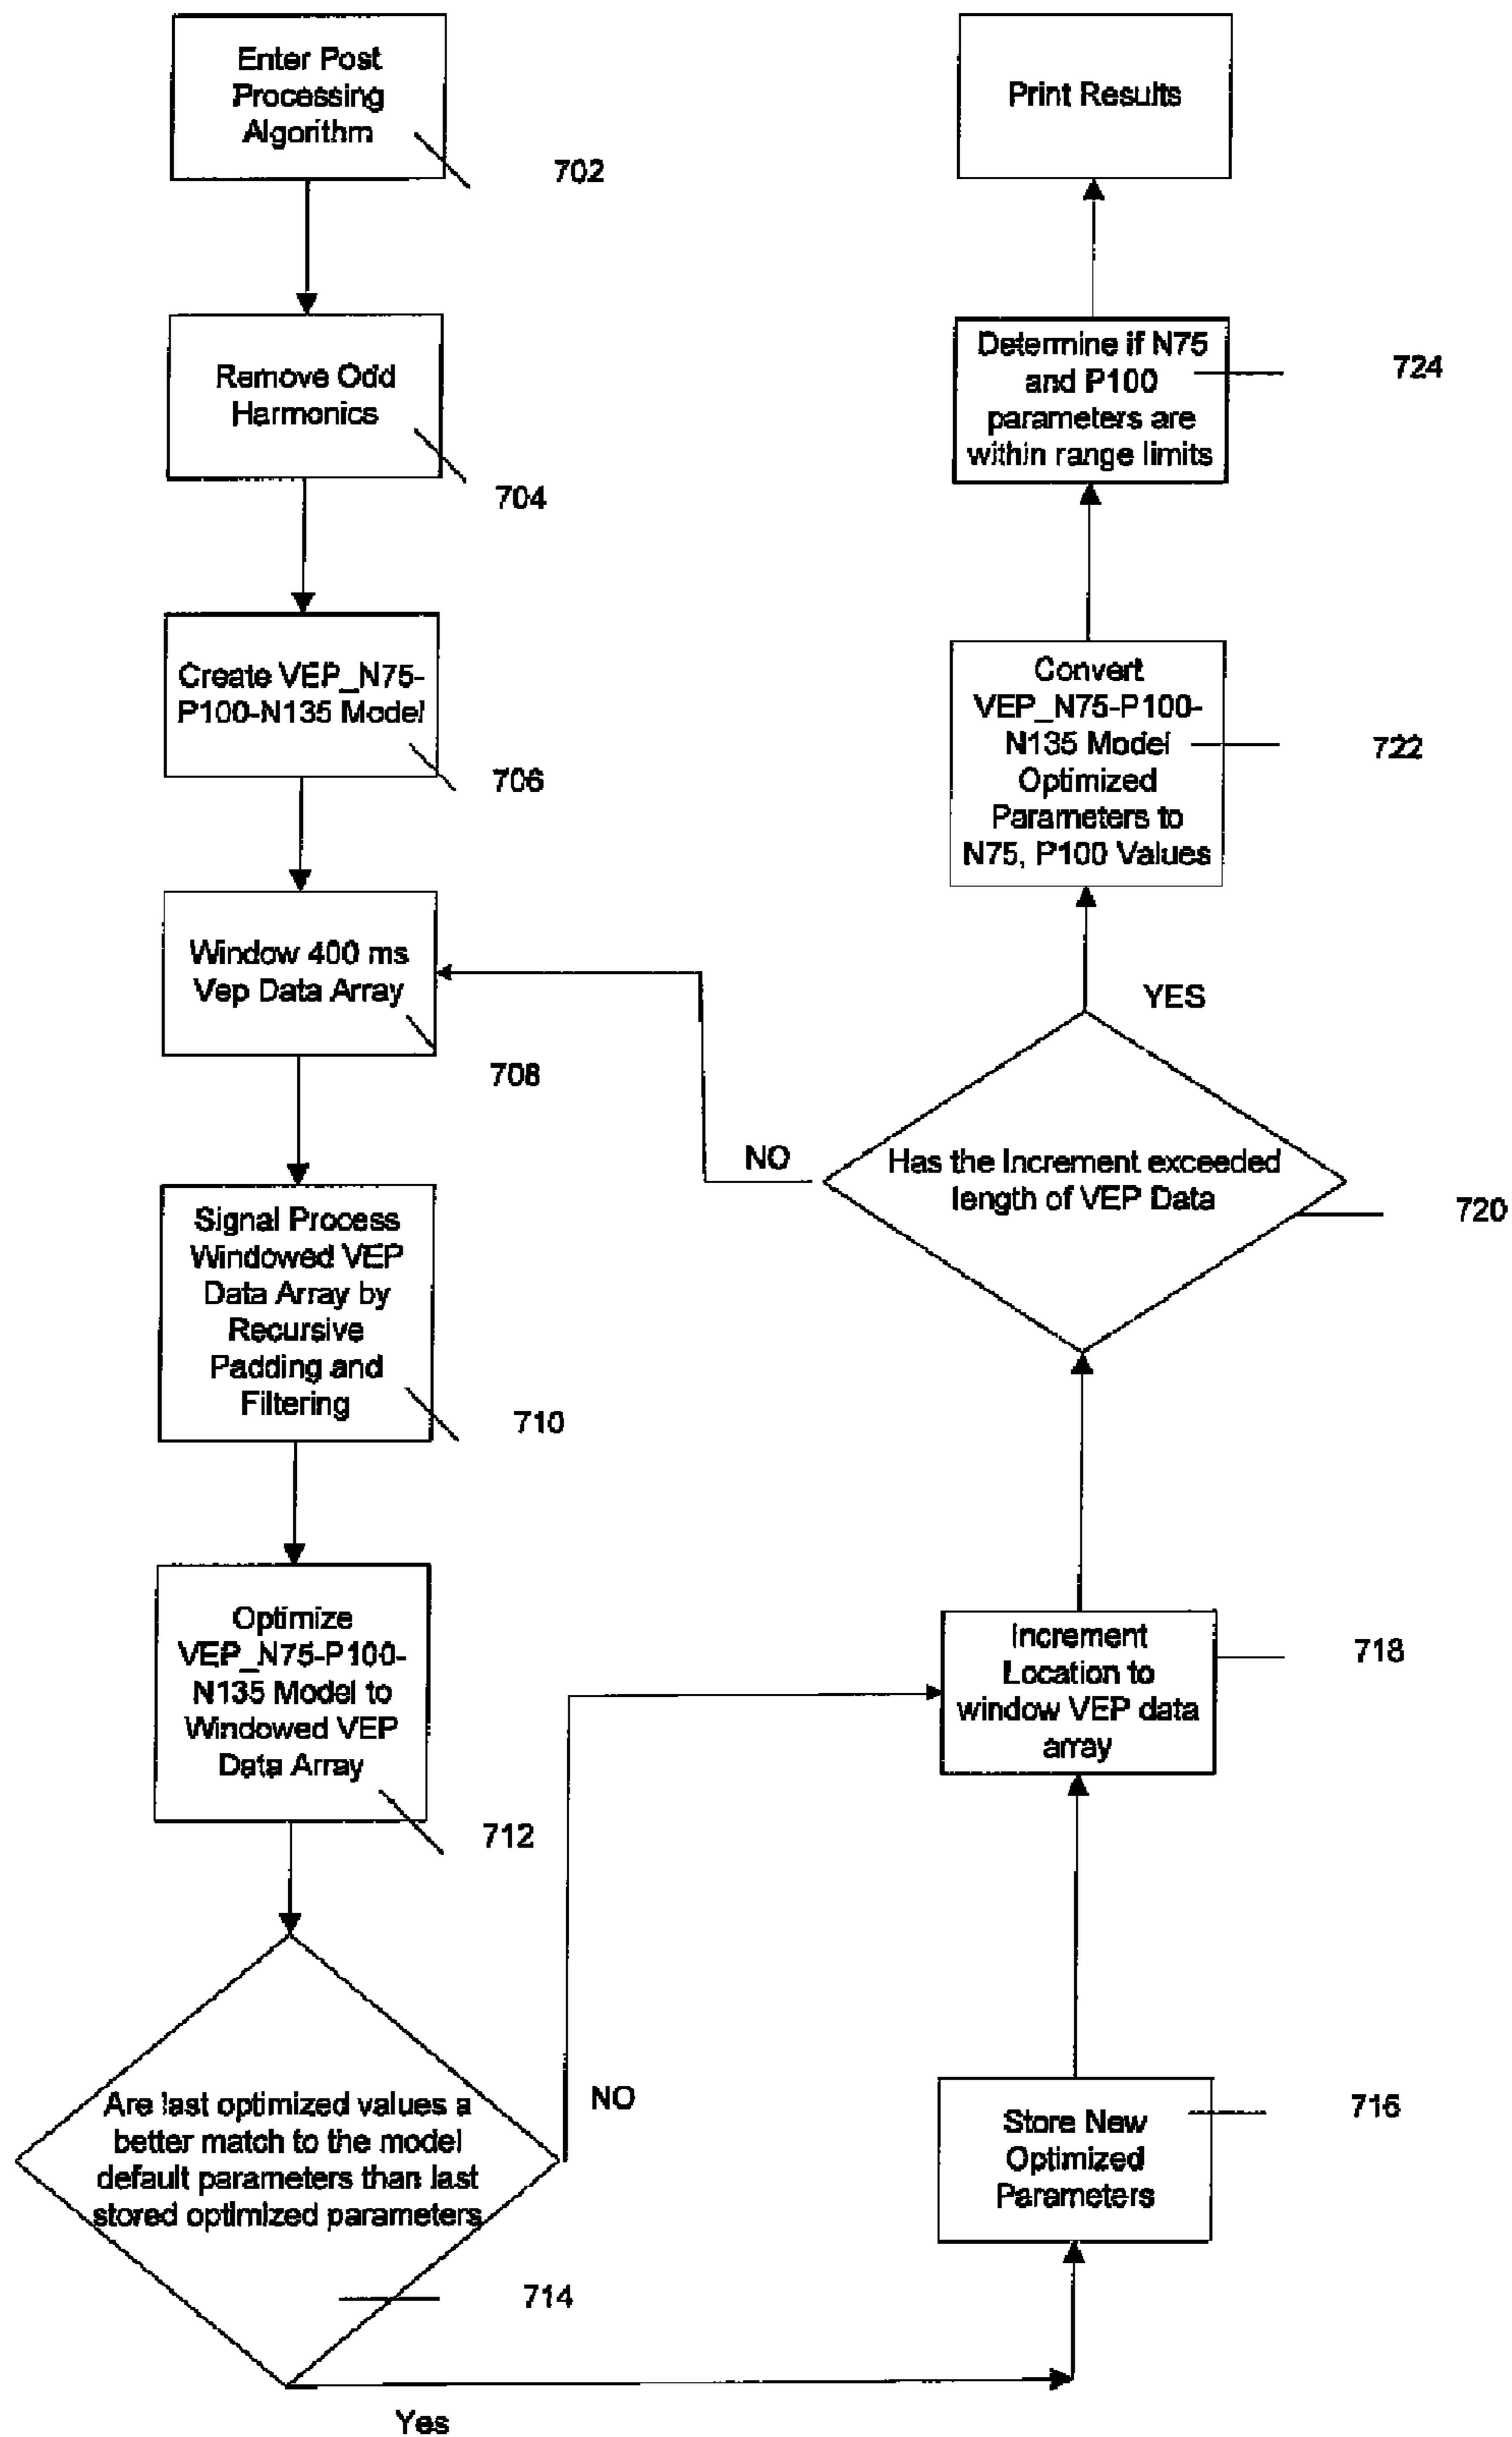 Enter Post
Processing
Algorithm
702
Remove Odd
Harmonics
704
Create VEP_N75-
P100-N135 Model
706
Window 400 ms
Vep Data Array
708
Signal Process
Windowed VEP
Data Array by
Recursive
Padding and
Filtering
710
Optimize
VEP_N75-P100-
N135 Model to
Windowed VEP
Data Array
712
Are last optimized values a
better match to the model
default parameters than last
stored optimized parameters
714
NO
Yes
Store New
Optimized
Parameters
716
Increment
Location to
window VEP data
array
718
Has the Increment exceeded
length of VEP Data
720
NO
YES
Convert
VEP_N75-P100-
N135 Model
Optimized
Parameters to
N75, P100 Values
722
Determine if N75
and P100
parameters are
within range limits
724
Print Results